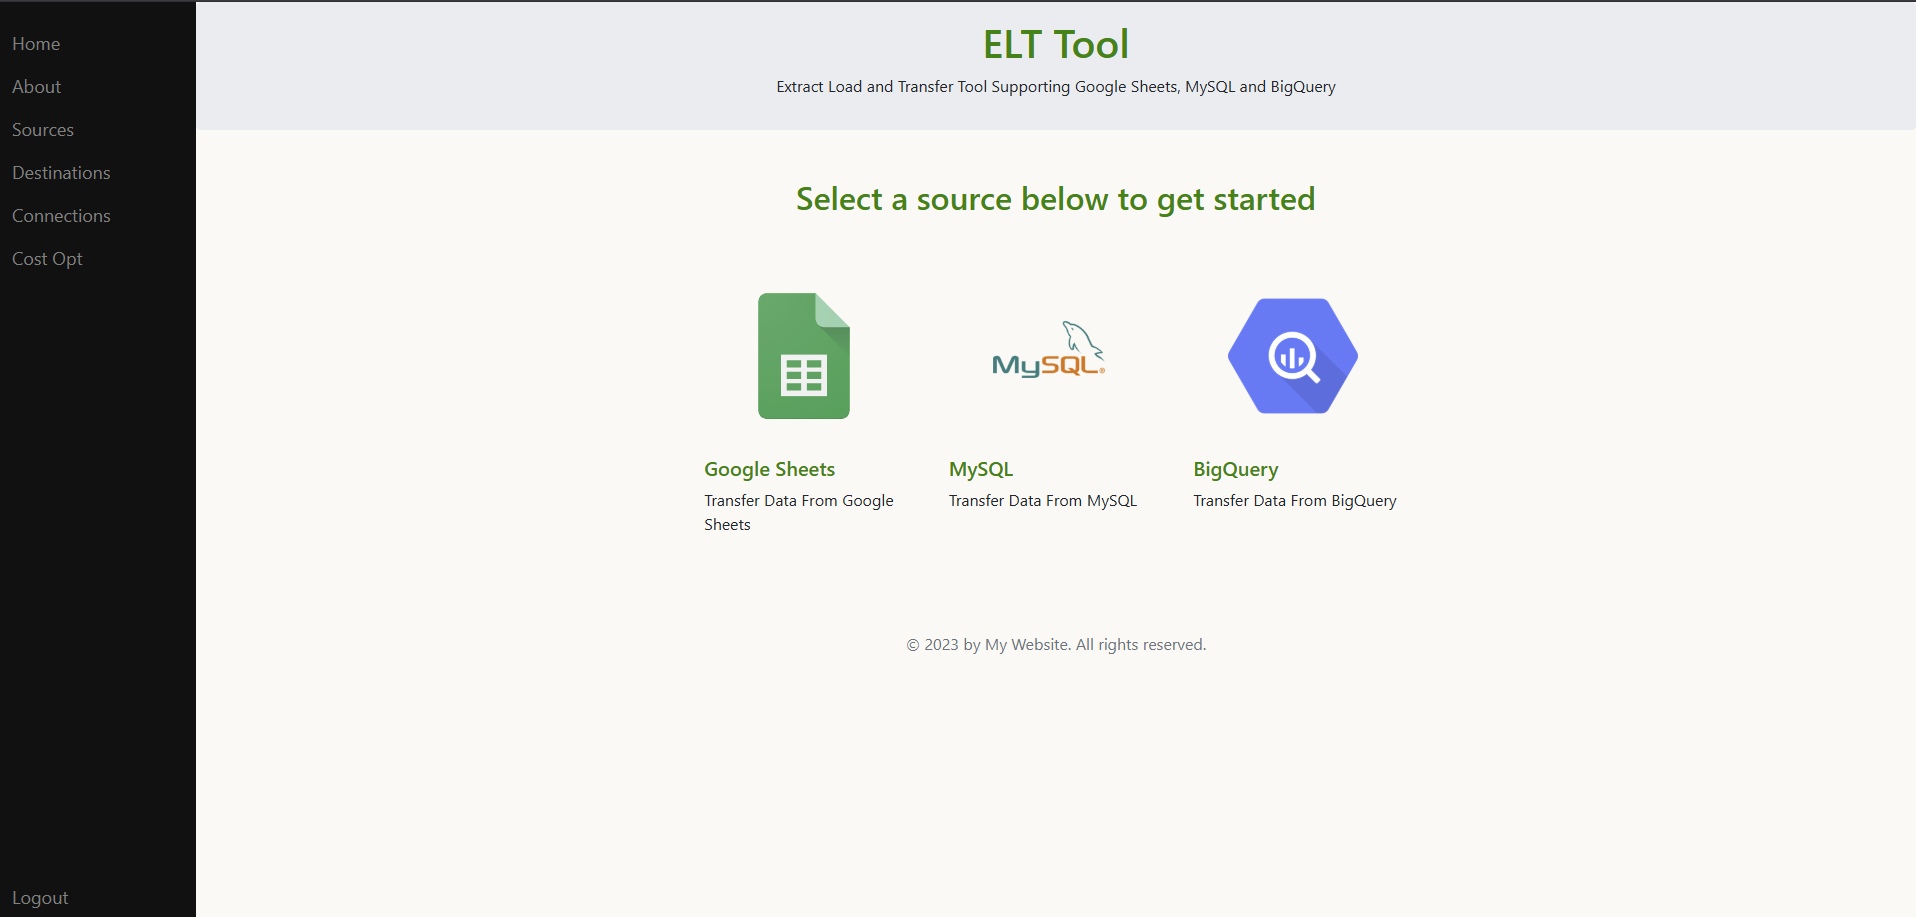 Home
About
Sources
Destinations
Connections
Cost Opt
Logout
ELT Tool
Extract Load and Transfer Tool Supporting Google Sheets, MySQL and BigQuery
Select a source below to get started
MySQL®
Google Sheets
Transfer Data From Google
Sheets
MySQL
Transfer Data From MySQL
BigQuery
Transfer Data From BigQuery
© 2023 by My Website. All rights reserved.